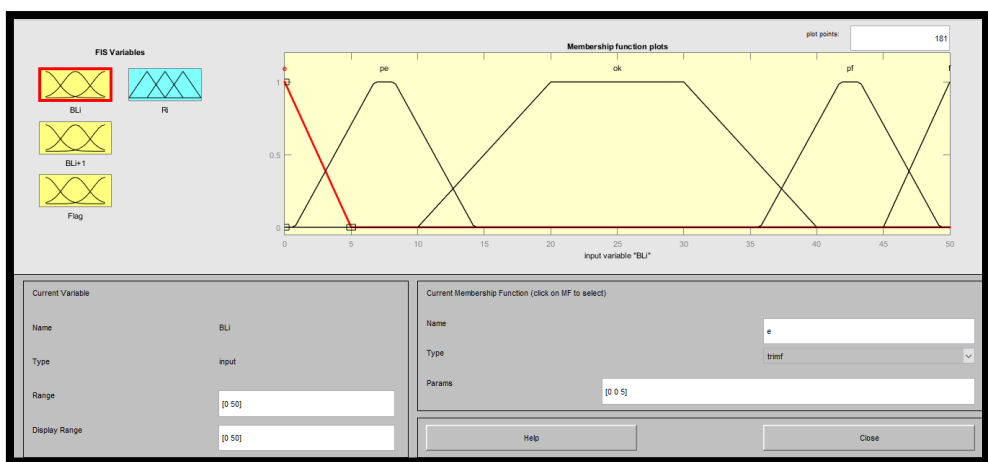 FIS Variables
BLi
Ri
BLi+1
Flag
plot points:
181
Membership function plots
e
pe
ok
pf
f
1
0.5
0
0
5
10
15
20
25
30
35
40
45
50
input variable "BLi"
Current Variable
Name
BLi
Type
input
Range
[0 50]
Display Range
[0 50]
Current Membership Function (click on MF to select)
Name
e
Type
trimf
Params
[0 0 5]
Help
Close